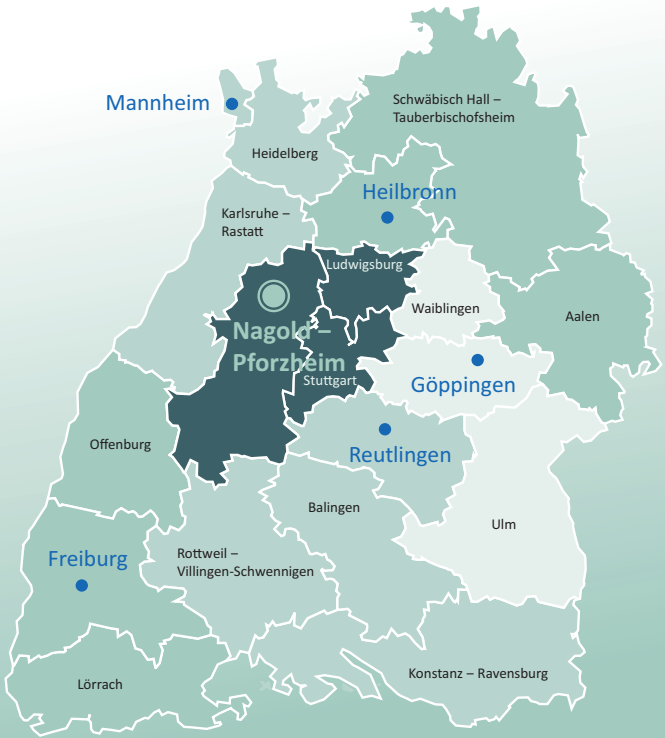 Mannheim
Schwäbisch Hall –
Tauberbischofsheim
Heidelberg
Heilbronn
Karlsruhe –
Rastatt
Ludwigsburg
Waiblingen
Aalen
Nagold –
Pforzheim
Stuttgart
Göppingen
Offenburg
Reutlingen
Balingen
Ulm
Freiburg
Rottweil –
Villingen-Schwennigen
Konstanz – Ravensburg
Lörrach